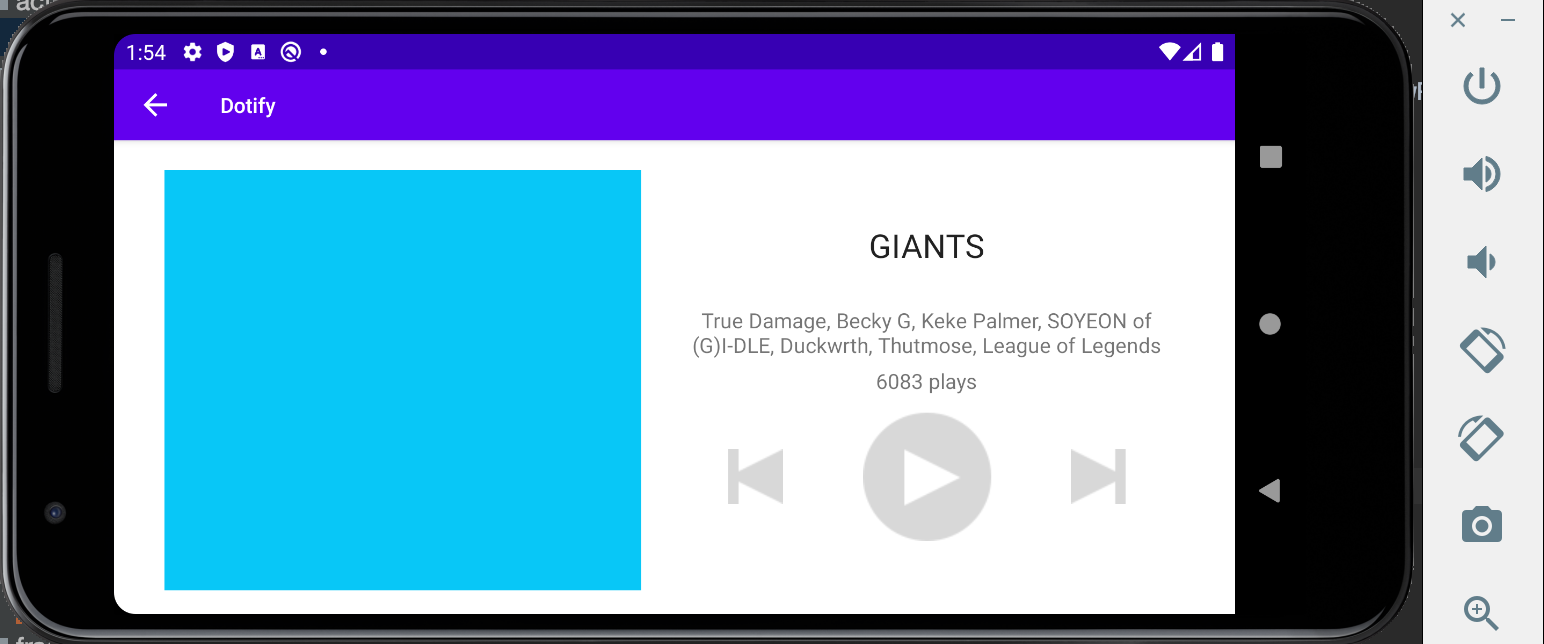 1:54
Dotify
GIANTS
True Damage, Becky G, Keke Palmer, SOYEON of
(G)I-DLE, Duckwrth, Thutmose, League of Legends
6083 plays